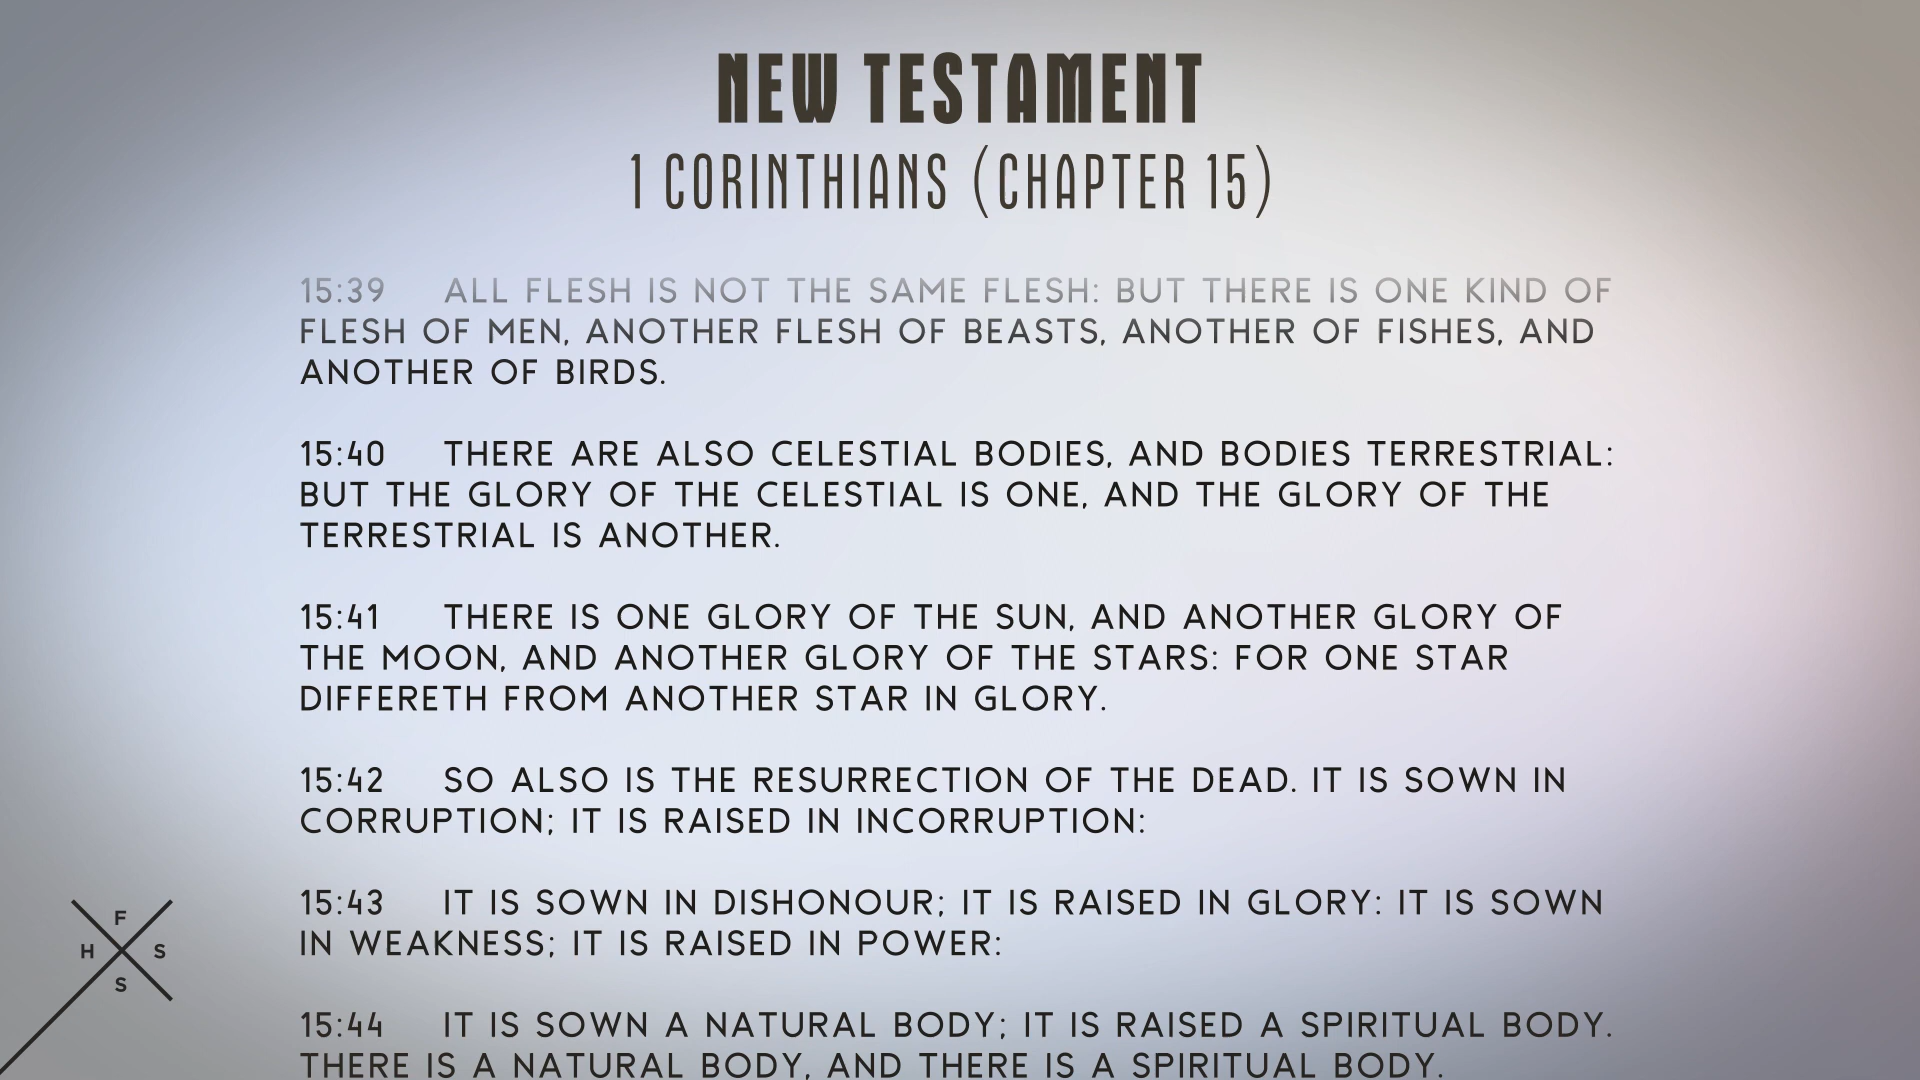 NEW TESTAMENT
1 CORINTHIANS (CHAPTER 15)
15:39 ALL FLESH IS NOT THE SAME FLESH: BUT THERE IS ONE KIND OF
FLESH OF MEN, ANOTHER FLESH OF BEASTS, ANOTHER OF FISHES, AND
ANOTHER OF BIRDS.
15:40 THERE ARE ALSO CELESTIAL BODIES, AND BODIES TERRESTRIAL:
BUT THE GLORY OF THE CELESTIAL IS ONE, AND THE GLORY OF THE
TERRESTRIAL IS ANOTHER.
15:41 THERE IS ONE GLORY OF THE SUN, AND ANOTHER GLORY OF
THE MOON, AND ANOTHER GLORY OF THE STARS: FOR ONE STAR
DIFFERETH FROM ANOTHER STAR IN GLORY.
15:42 SO ALSO IS THE RESURRECTION OF THE DEAD. IT IS SOWN IN
CORRUPTION; IT IS RAISED IN INCORRUPTION:
15:43 IT IS SOWN IN DISHONOUR; IT IS RAISED IN GLORY: IT IS SOWN
IN WEAKNESS; IT IS RAISED IN POWER:
15:44 IT IS SOWN A NATURAL BODY; IT IS RAISED A SPIRITUAL BODY.
THERE IS A NATURAL BODY, AND THERE IS A SPIRITUAL BODY.
F
H S
S